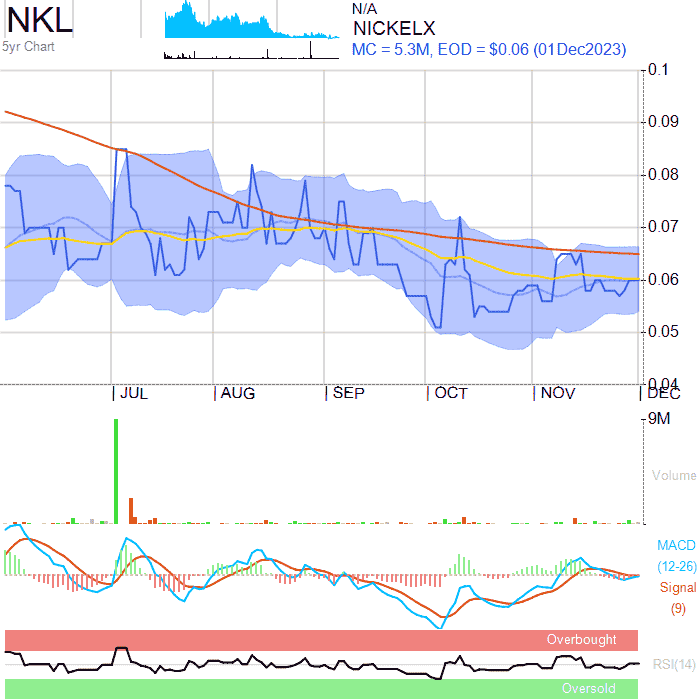 NKL
5yr Chart
N/A
NICKELX
MC = 5.3M, EOD = $0.06 (01Dec2023)
0.1
0.09
0.08
0.07
0.06
0.05
0.04
JUL AUG SEP OCT NOV DEC
9M
Volume
MACD
(12-26)
Signal
(9)
Overbought
RSI(14)
Oversold